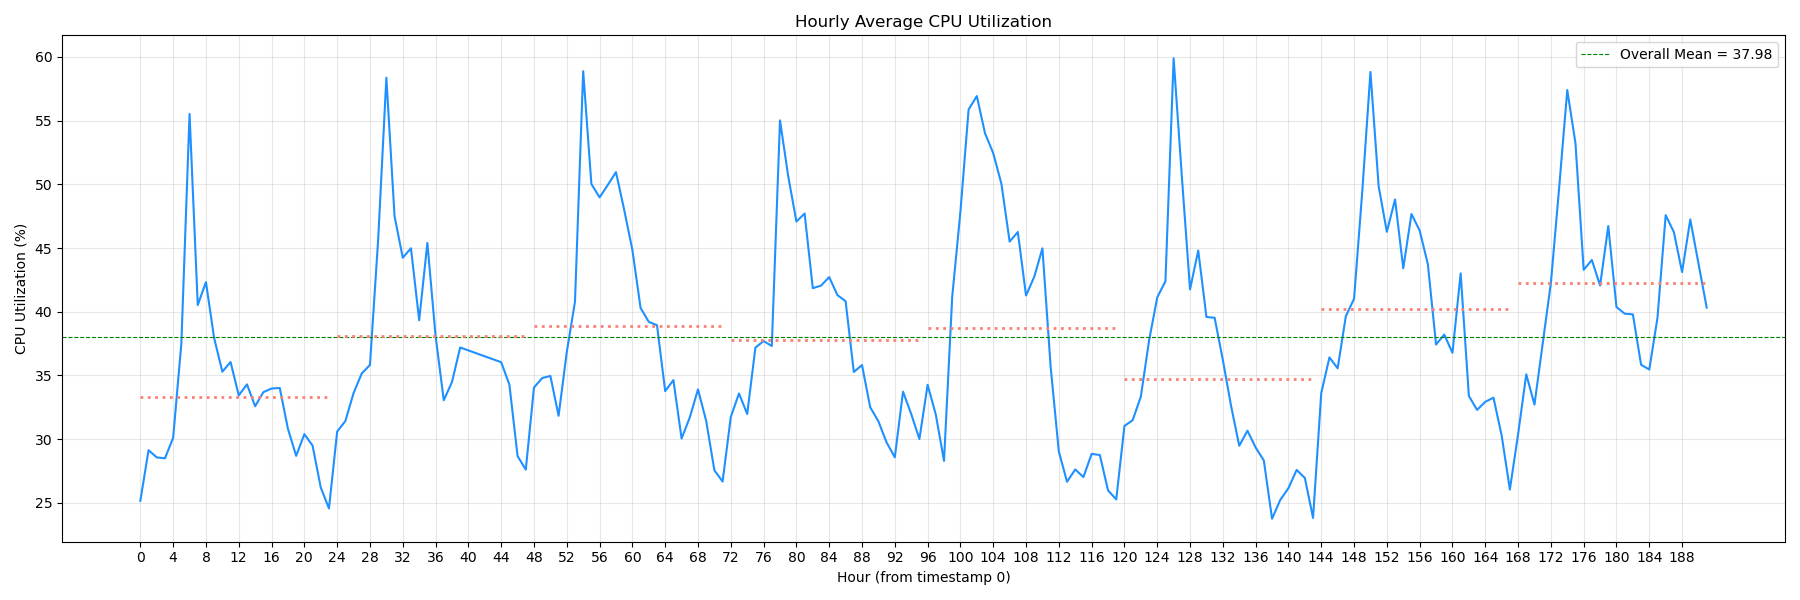 Hourly Average CPU Utilization
Overall Mean = 37.98
CPU Utilization (%)
60
55
50
45
40
35
30
25
0 4 8 12 16 20 24 28 32 36 40 44 48 52 56 60 64 68 72 76 80 84 88 92 96 100 104 108 112 116 120 124 128 132 136 140 144 148 152 156 160 164 168 172 176 180 184 188
Hour (from timestamp 0)